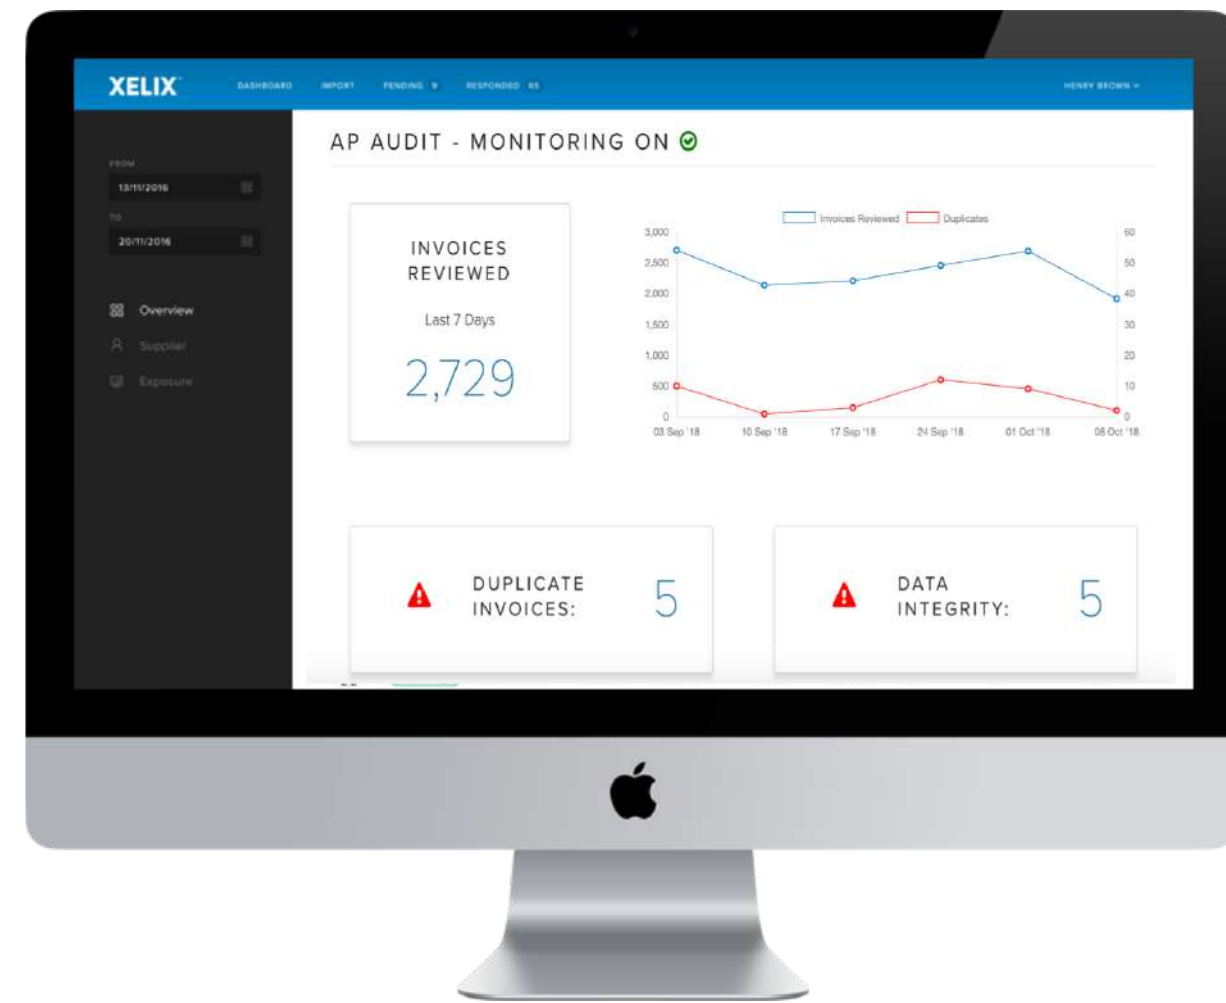 XELIX
DASHBOARD IMPORT PENDING 9 RESPONDED 65 HENRY BROWN
AP AUDIT - MONITORING ON
FROM
13/11/2016
TO
20/11/2016
Overview
Supplier
Exposure
INVOICES
REVIEWED
Last 7 Days
2,729
Invoices Reviewed Duplicates
3,000 60
2,500 50
2,000 40
1,500 30
1,000 20
500 10
0 0
03 Sep '18 10 Sep '18 17 Sep '18 24 Sep '18 01 Oct '18 08 Oct '18
DUPLICATE
INVOICES:
5
DATA
INTEGRITY:
5